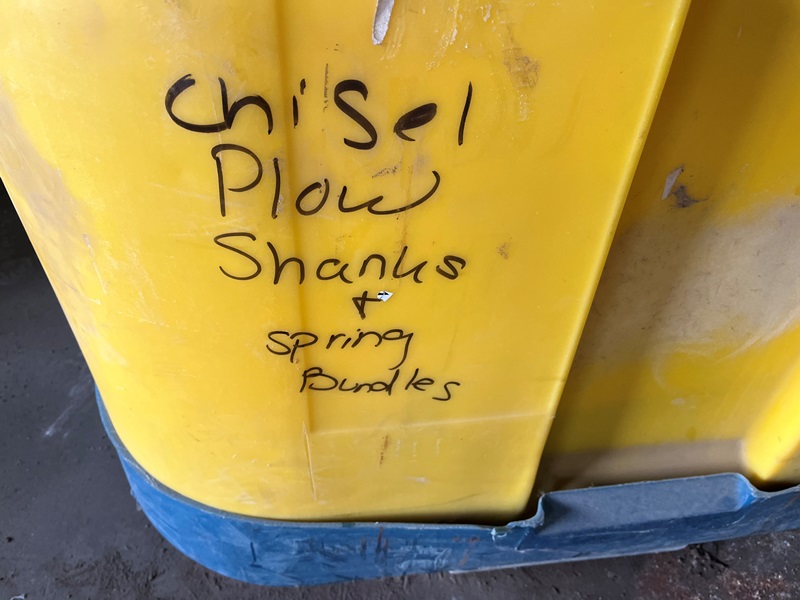 Chisel
Plow
Shanks
+
Spring
Bundles